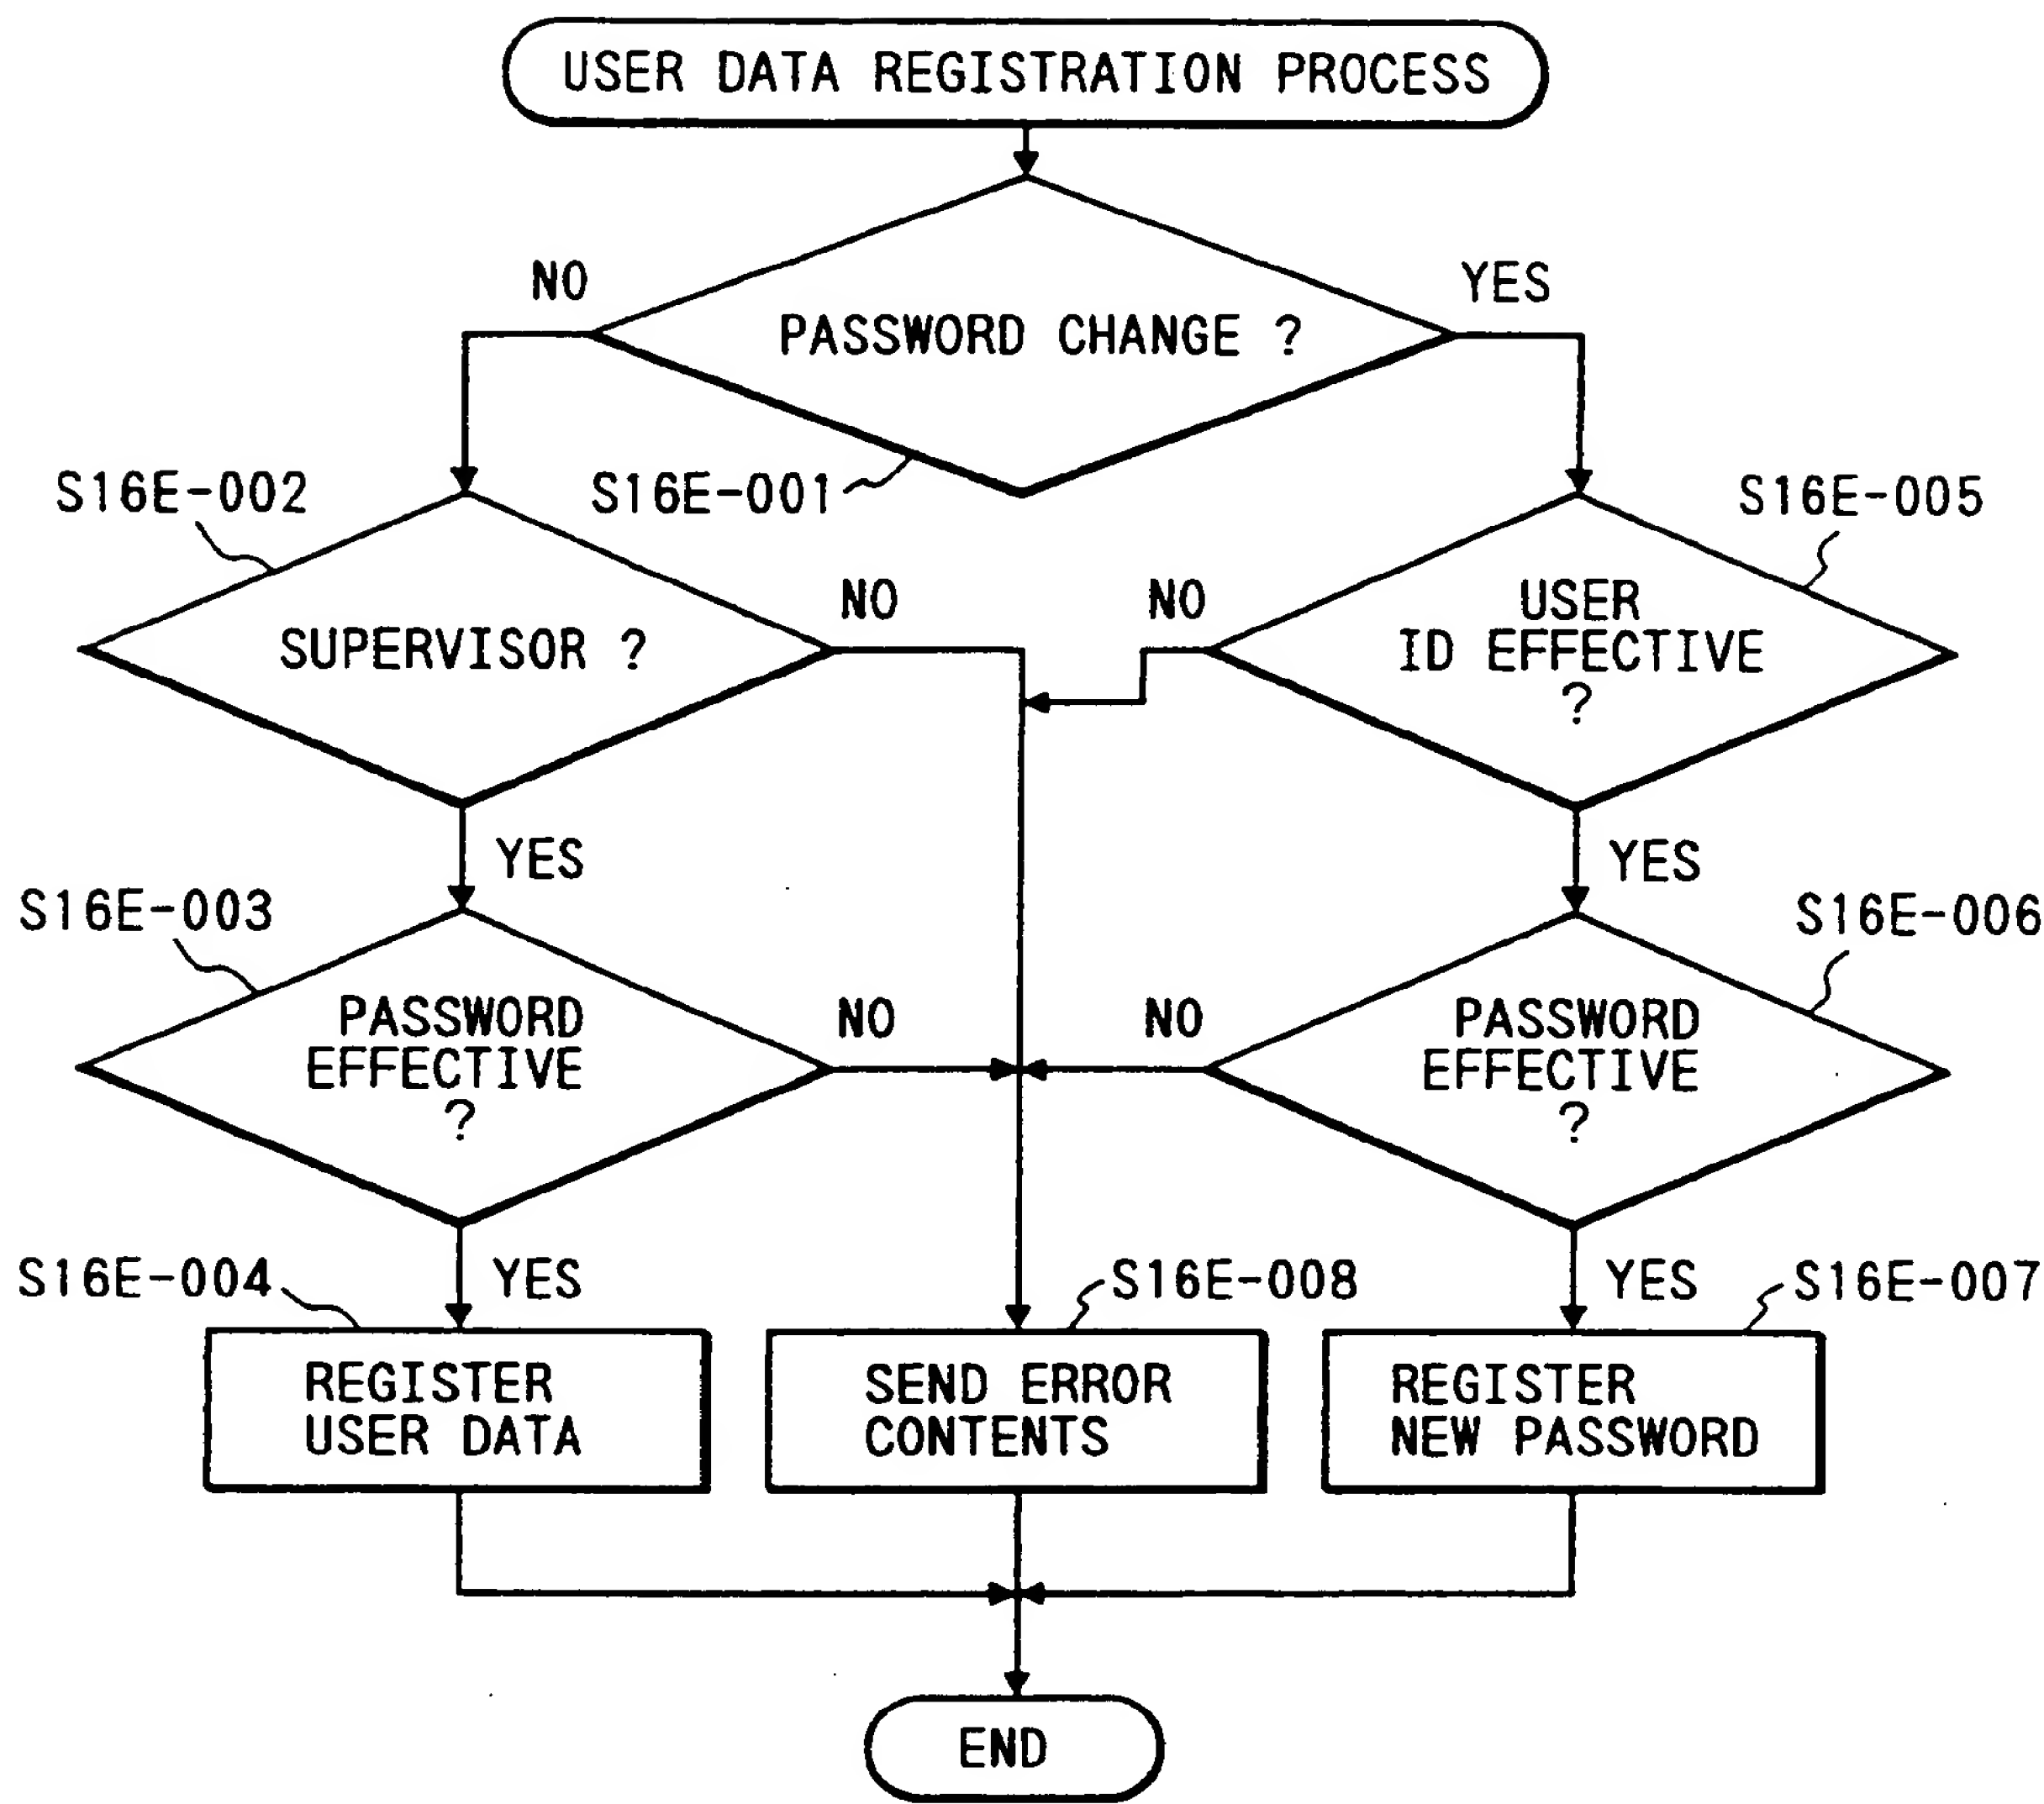 USER DATA REGISTRATION PROCESS
NO
YES
PASSWORD CHANGE ?
S16E-002
S16E-001
S16E-005
NO
NO
SUPERVISOR ?
USER
ID EFFECTIVE
?
YES
YES
S16E-003
S16E-006
PASSWORD
EFFECTIVE
?
NO
NO
PASSWORD
EFFECTIVE
?
S16E-004
YES
S16E-008
YES
S16E-007
REGISTER
USER DATA
SEND ERROR
CONTENTS
REGISTER
NEW PASSWORD
END